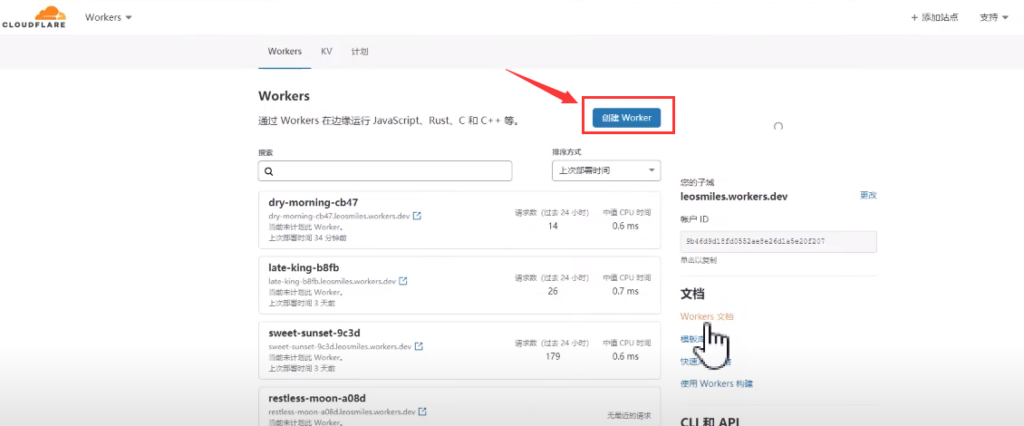 CLOUDFLARE
Workers
+ 添加站点
支持
Workers
KV
计划
Workers
通过 Workers 在边缘运行 JavaScript、Rust、C 和 C++ 等。
创建 Worker
搜索
排序方式
上次部署时间
dry-morning-cb47
dry-morning-cb47.leosmiles.workers.dev
当前未计划此 Worker。
上次部署时间 34 分钟前
请求数（过去 24 小时）
14
中值 CPU 时间
0.6 ms
late-king-b8fb
late-king-b8fb.leosmiles.workers.dev
当前未计划此 Worker。
上次部署时间 3 天前
请求数（过去 24 小时）
26
中值 CPU 时间
0.7 ms
sweet-sunset-9c3d
sweet-sunset-9c3d.leosmiles.workers.dev
当前未计划此 Worker。
上次部署时间 3 天前
请求数（过去 24 小时）
179
中值 CPU 时间
0.6 ms
restless-moon-a08d
restless-moon-a08d.leosmiles.workers.dev
当前未计划此 Worker。
无最近的请求
您的子域
leosmiles.workers.dev
更改
账户 ID
单击以复制
文档
Workers 文档
模板
快速
使用 Workers 构建
CLI 和 API